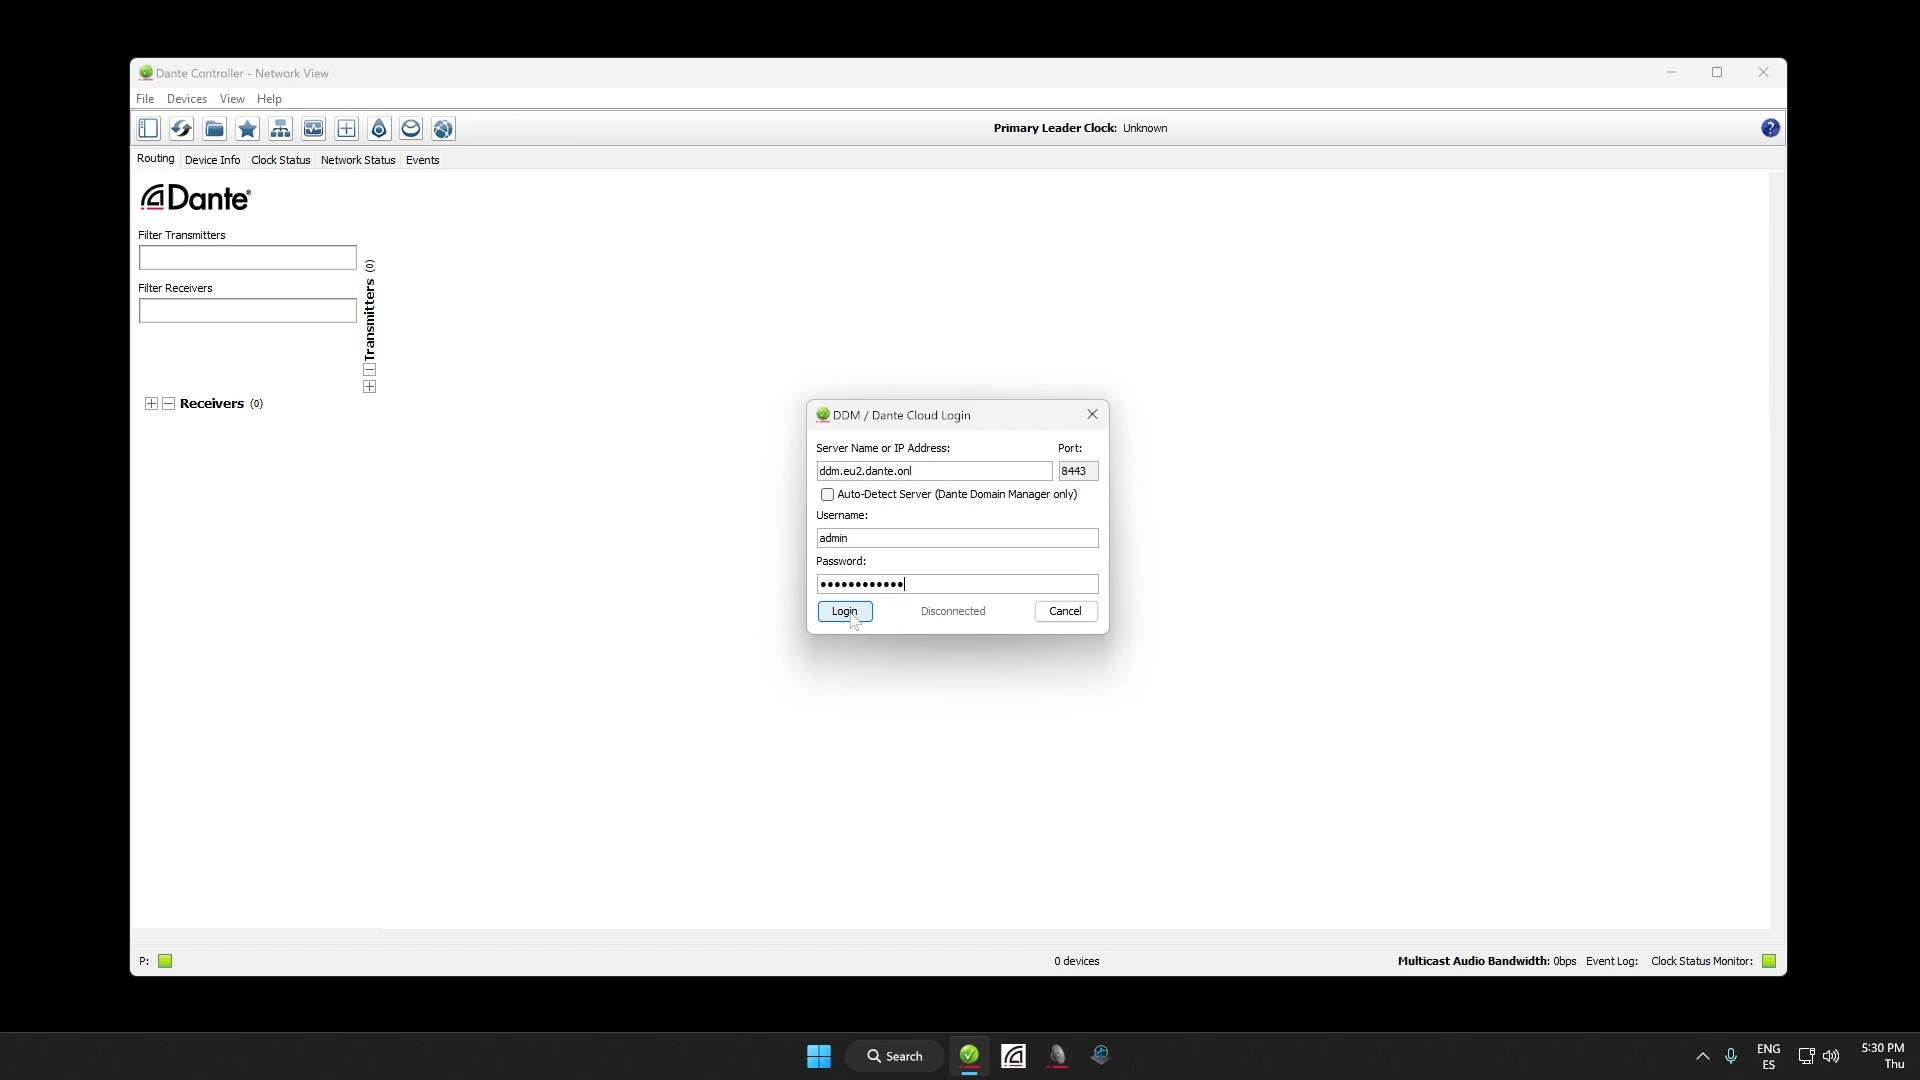 Dante Controller - Network View
File Devices View Help
Primary Leader Clock: Unknown
?
Routing Device Info Clock Status Network Status Events
Dante®
Filter Transmitters
Filter Receivers
Transmitters (0)
Receivers (0)
DDM / Dante Cloud Login
Server Name or IP Address: Port:
ddm.eu2.dante.onl 8443
Auto-Detect Server (Dante Domain Manager only)
Username:
admin
Password:
••••••••••••
Login Disconnected Cancel
P: 0 devices Multicast Audio Bandwidth: 0bps Event Log: Clock Status Monitor:
Search
ENG
ES
5:30 PM
Thu